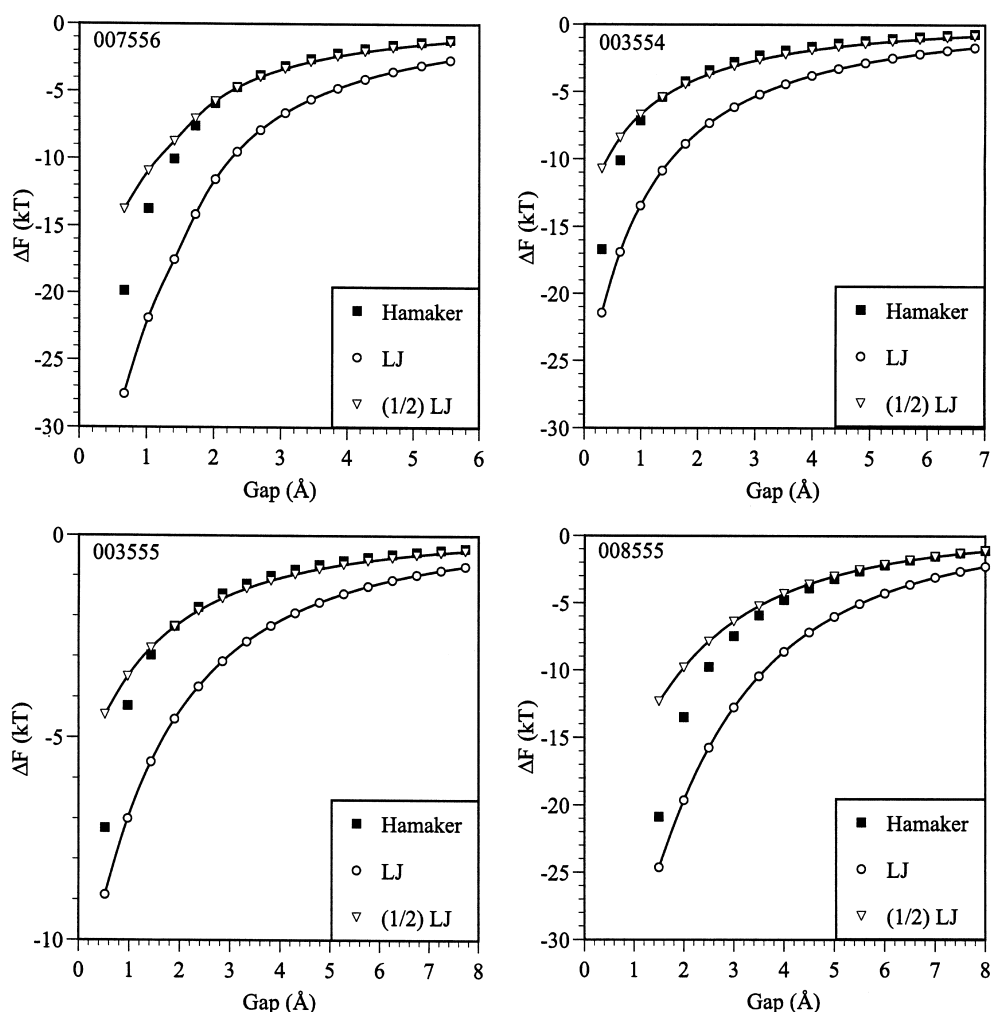 007556
0
-5
-10
-15
-20
-25
-30
ΔF (kT)
Hamaker
LJ
(1/2) LJ
0 1 2 3 4 5 6
Gap (Å)
003554
0
-5
-10
-15
-20
-25
-30
ΔF (kT)
Hamaker
LJ
(1/2) LJ
0 1 2 3 4 5 6 7
Gap (Å)
003555
0
-5
-10
ΔF (kT)
Hamaker
LJ
(1/2) LJ
0 1 2 3 4 5 6 7 8
Gap (Å)
008555
0
-5
-10
-15
-20
-25
-30
ΔF (kT)
Hamaker
LJ
(1/2) LJ
0 1 2 3 4 5 6 7 8
Gap (Å)